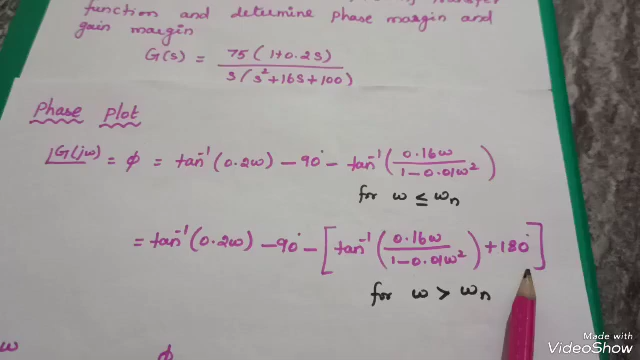 function and determine phase margin and
gain margin
G(s) = 75(1+0.2s) / s(s²+16s+100)
Phase Plot
∠G(jω) = φ = tan⁻¹(0.2ω) − 90° − tan⁻¹(0.16ω / 1−0.01ω²)
for ω ≤ ωn
= tan⁻¹(0.2ω) − 90° − [tan⁻¹(0.16ω / 1−0.01ω²) + 180°]
for ω > ωn
ω
φ
Made with
VideoShow